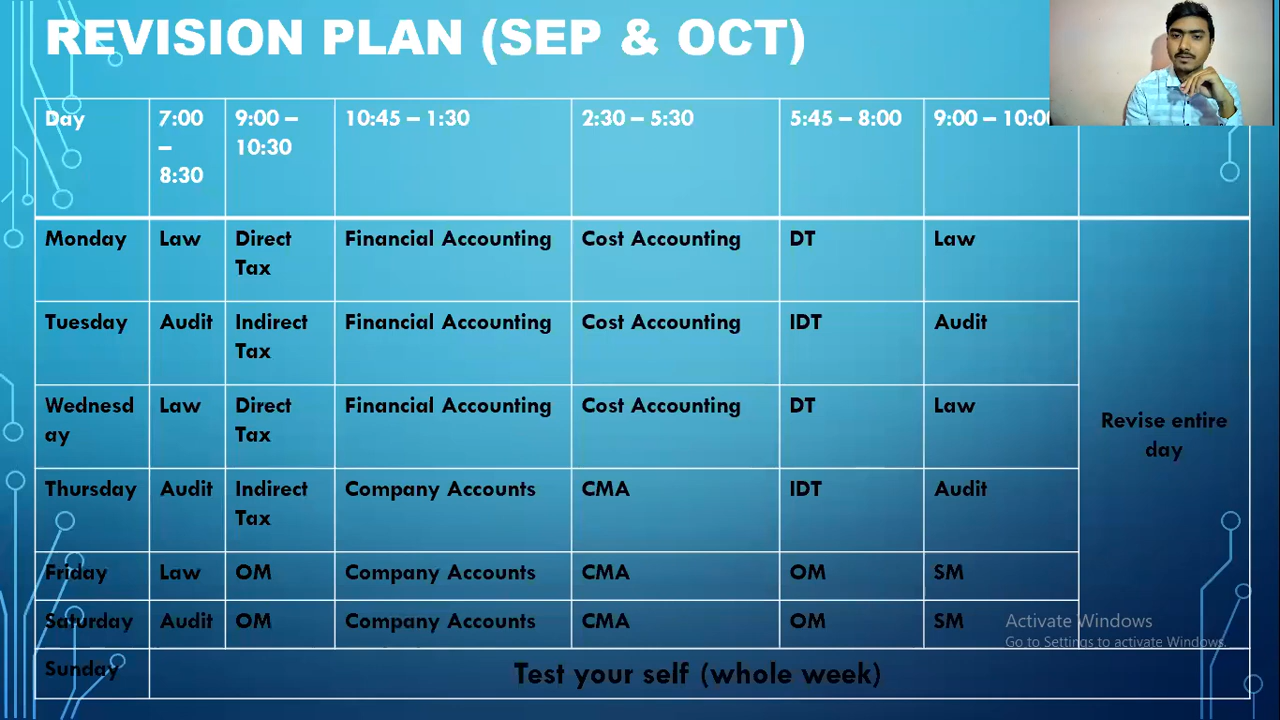 REVISION PLAN (SEP & OCT)
Day 7:00 9:00 – 10:45 – 1:30 2:30 – 5:30 5:45 – 8:00 9:00 – 10:00
– 10:30
8:30
Monday Law Direct Financial Accounting Cost Accounting DT Law
Tax
Tuesday Audit Indirect Financial Accounting Cost Accounting IDT Audit
Tax
Wednesd Law Direct Financial Accounting Cost Accounting DT Law
ay Tax
Revise entire
day
Thursday Audit Indirect Company Accounts CMA IDT Audit
Tax
Friday Law OM Company Accounts CMA OM SM
Saturday Audit OM Company Accounts CMA OM SM
Activate Windows
Go to Settings to activate Windows.
Sunday Test your self (whole week)